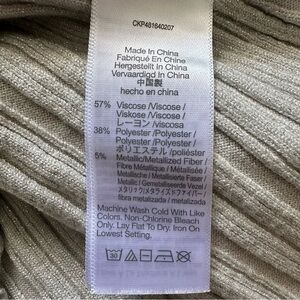 CKP481640207
Made In China
Fabriqué En Chine
Hergestellt In China
Vervaardigd In China
中国製
hecho en china
57% Viscose/Viscose /
Viskose /Viscose /
レーヨン /viscosa
38% Polyester/Polyester /
Polyester /Polyester /
ポリエステル /poliéster
5% Metallic/Metallized Fiber /
Fibre Métallique /Métallisée /
Metallische /Metallisierte Faser /
Metallic /Gemetalliseerde Vezel /
メタリック/メタライズドファイバー /
fibra metalizada / metalizada
Machine Wash Cold With Like
Colors. Non-Chlorine Bleach
Only. Lay Flat To Dry. Iron On
Lowest Setting.
30